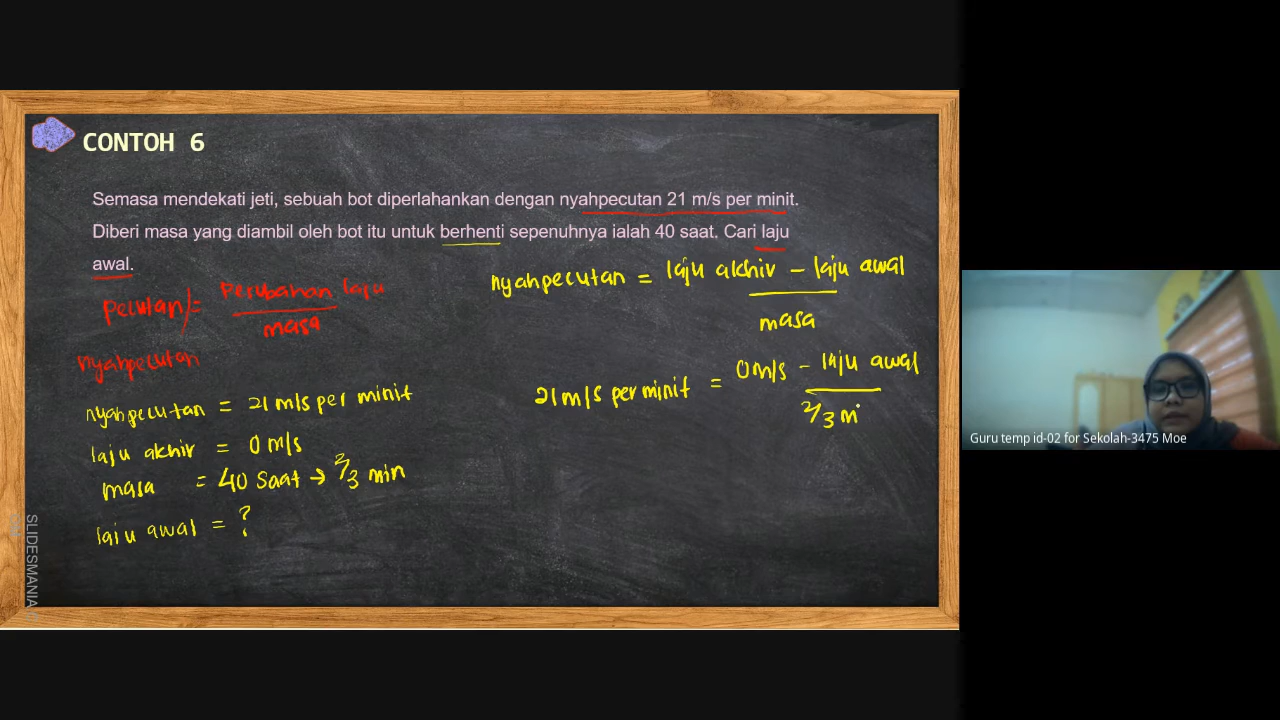 CONTOH 6
Semasa mendekati jeti, sebuah bot diperlahankan dengan nyahpecutan 21 m/s per minit.
Diberi masa yang diambil oleh bot itu untuk berhenti sepenuhnya ialah 40 saat. Cari laju
awal.
Pecutan = Perubahan laju
masa
nyahpecutan
nyahpecutan = 21 m/s per minit
laju akhir = 0 m/s
masa = 40 saat → 2/3 min
laju awal = ?
nyahpecutan = laju akhir - laju awal
masa
21 m/s per minit = 0 m/s - laju awal
2/3 mi
SLIDESMANIA
Guru temp id-02 for Sekolah-3475 Moe